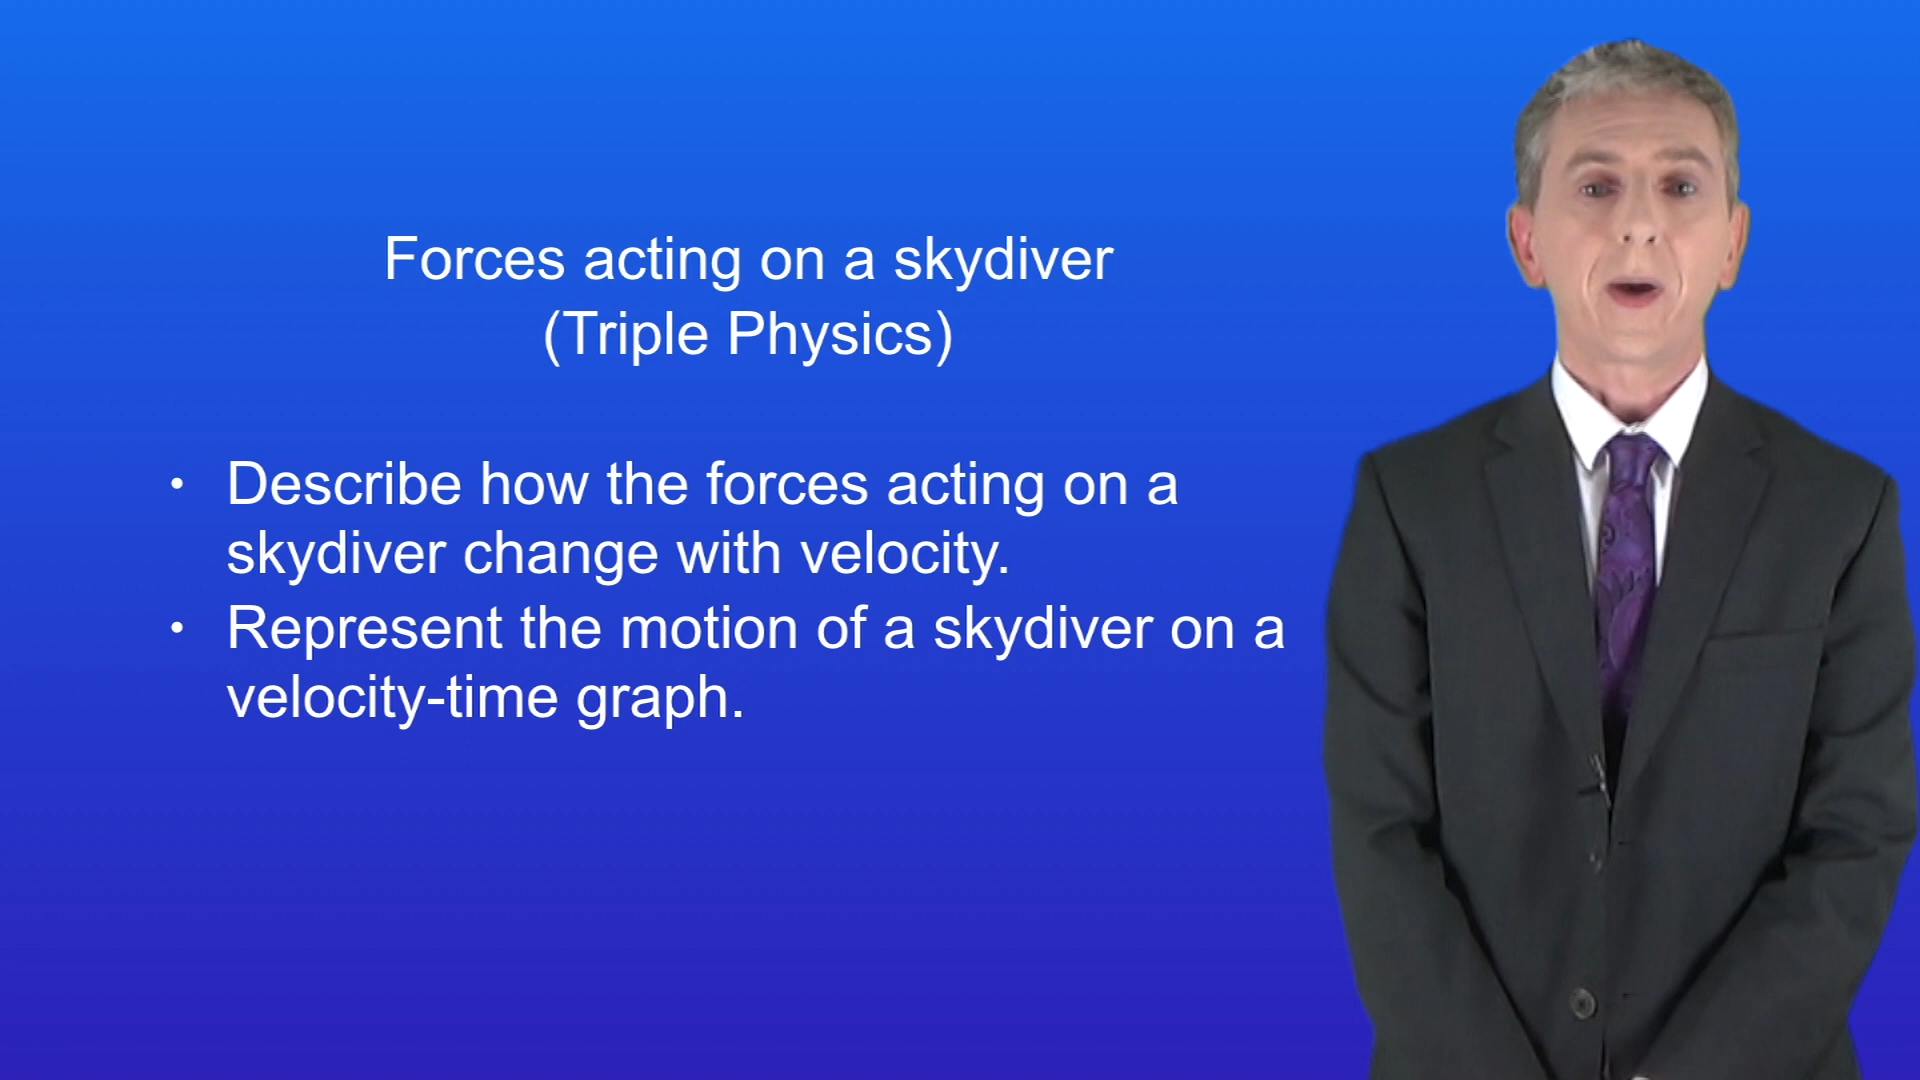 Forces acting on a skydiver
(Triple Physics)
• Describe how the forces acting on a
skydiver change with velocity.
• Represent the motion of a skydiver on a
velocity-time graph.